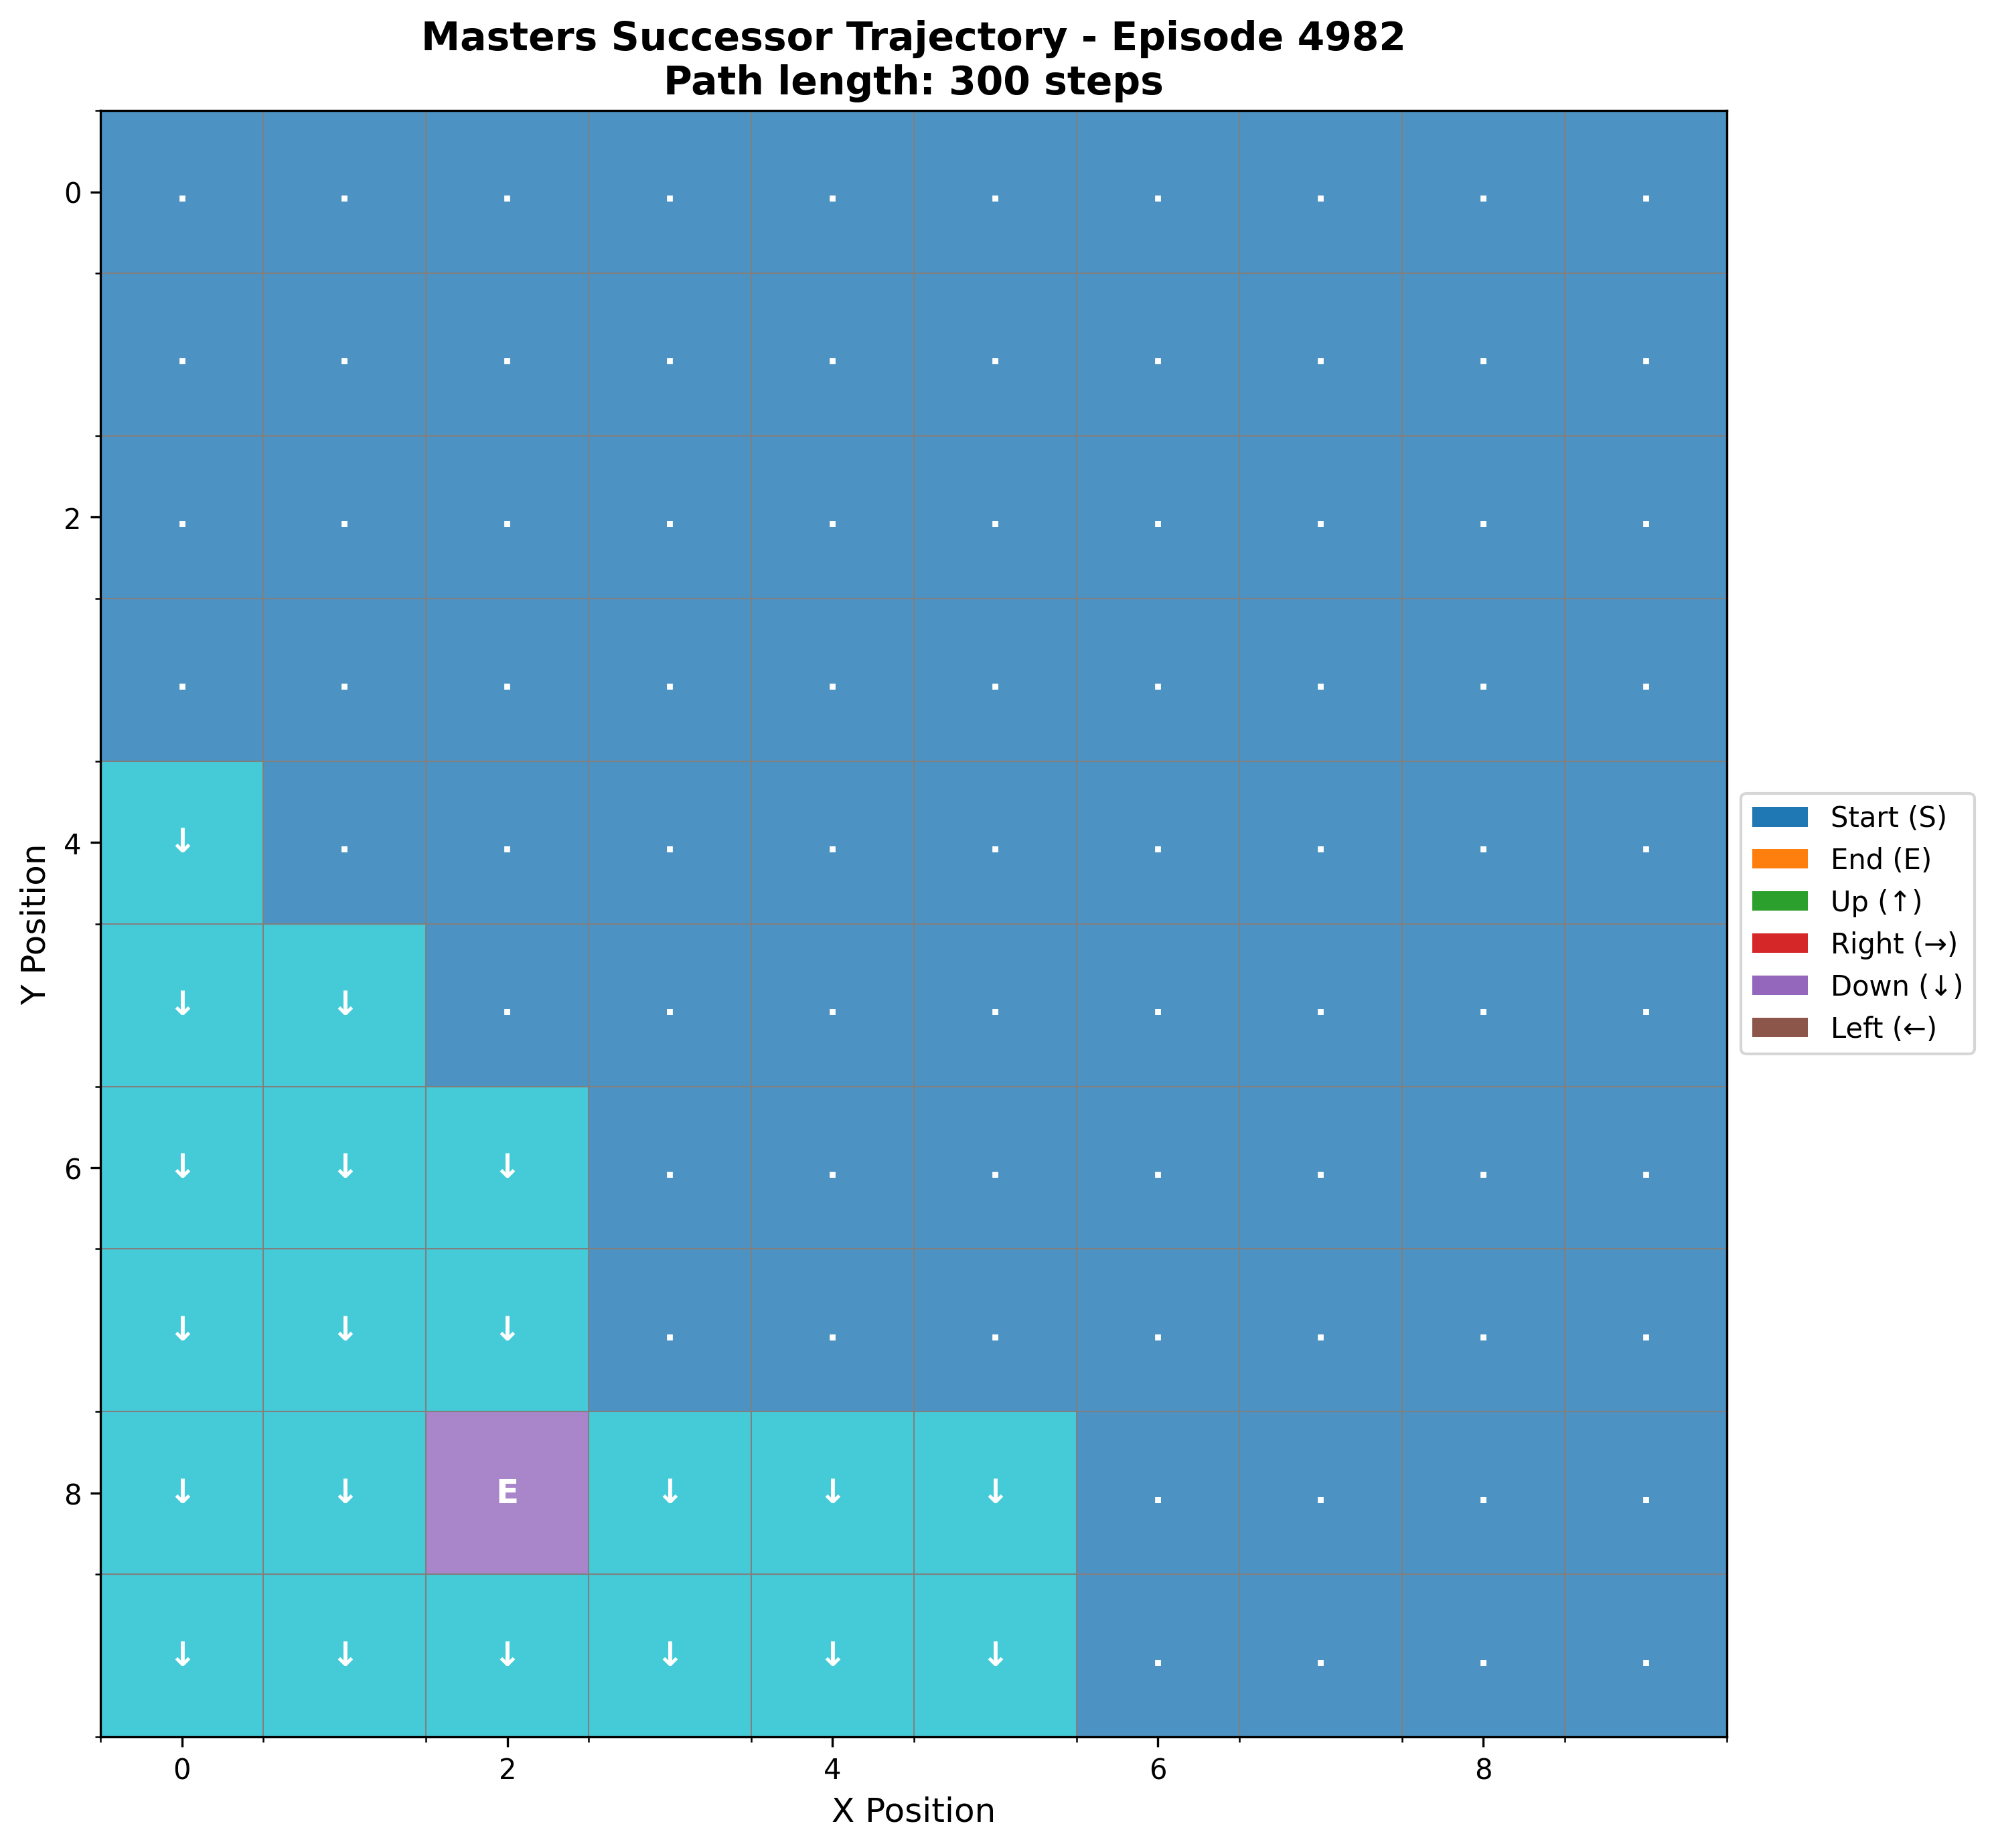 Masters Successor Trajectory - Episode 4982
Path length: 300 steps
0 . . . . . . . . . .
. . . . . . . . . .
2 . . . . . . . . . .
. . . . . . . . . .
4 ↓ . . . . . . . . .
↓ ↓ . . . . . . . .
6 ↓ ↓ ↓ . . . . . . .
↓ ↓ ↓ . . . . . . .
8 ↓ ↓ E ↓ ↓ ↓ . . . .
↓ ↓ ↓ ↓ ↓ ↓ . . . .
0 2 4 6 8
X Position
Y Position
Start (S)
End (E)
Up (↑)
Right (→)
Down (↓)
Left (←)